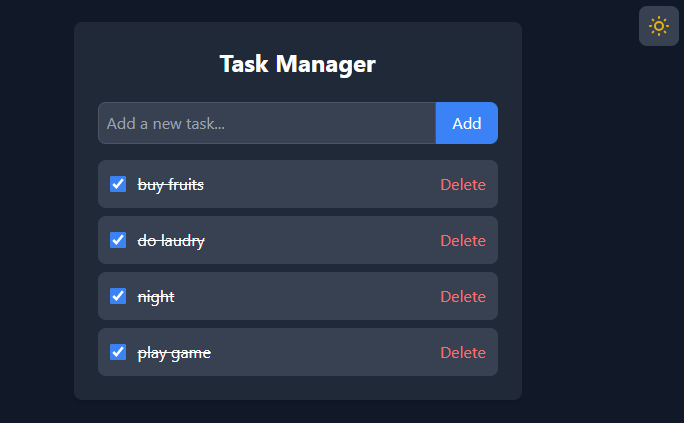 Task Manager
Add a new task...
Add
buy fruits
Delete
do laudry
Delete
night
Delete
play game
Delete